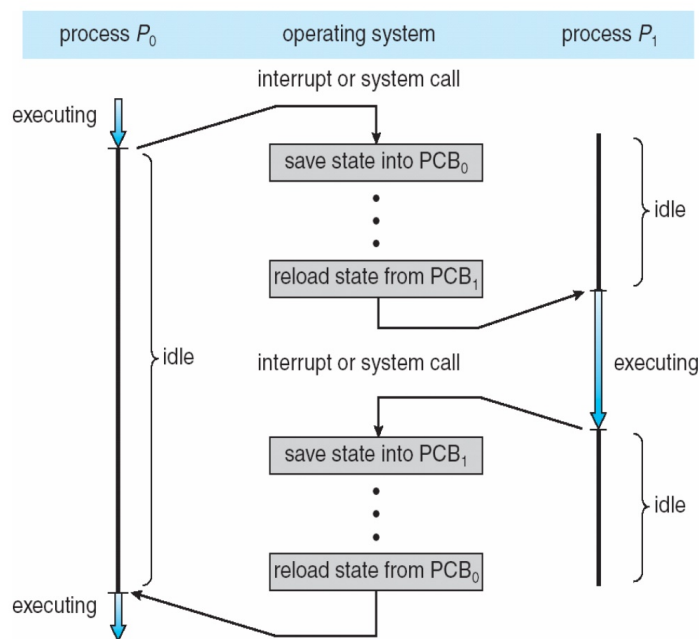 process P₀ operating system process P₁
interrupt or system call
executing
save state into PCB₀
idle
reload state from PCB₁
interrupt or system call
idle
executing
save state into PCB₁
idle
reload state from PCB₀
executing